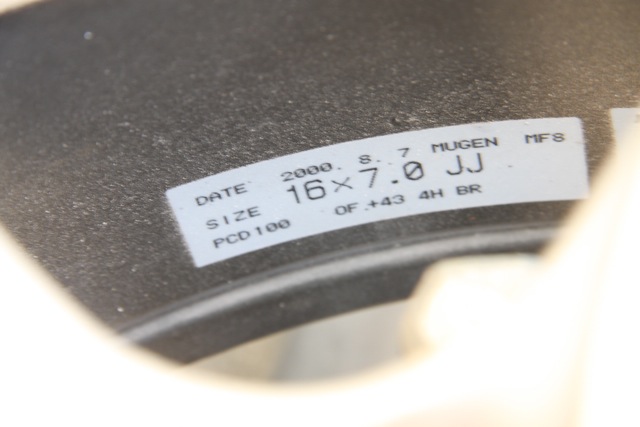 DATE 2000. 8. 7 MUGEN MF8
SIZE 16×7.0 JJ
PCD100 OF.+43 4H BR